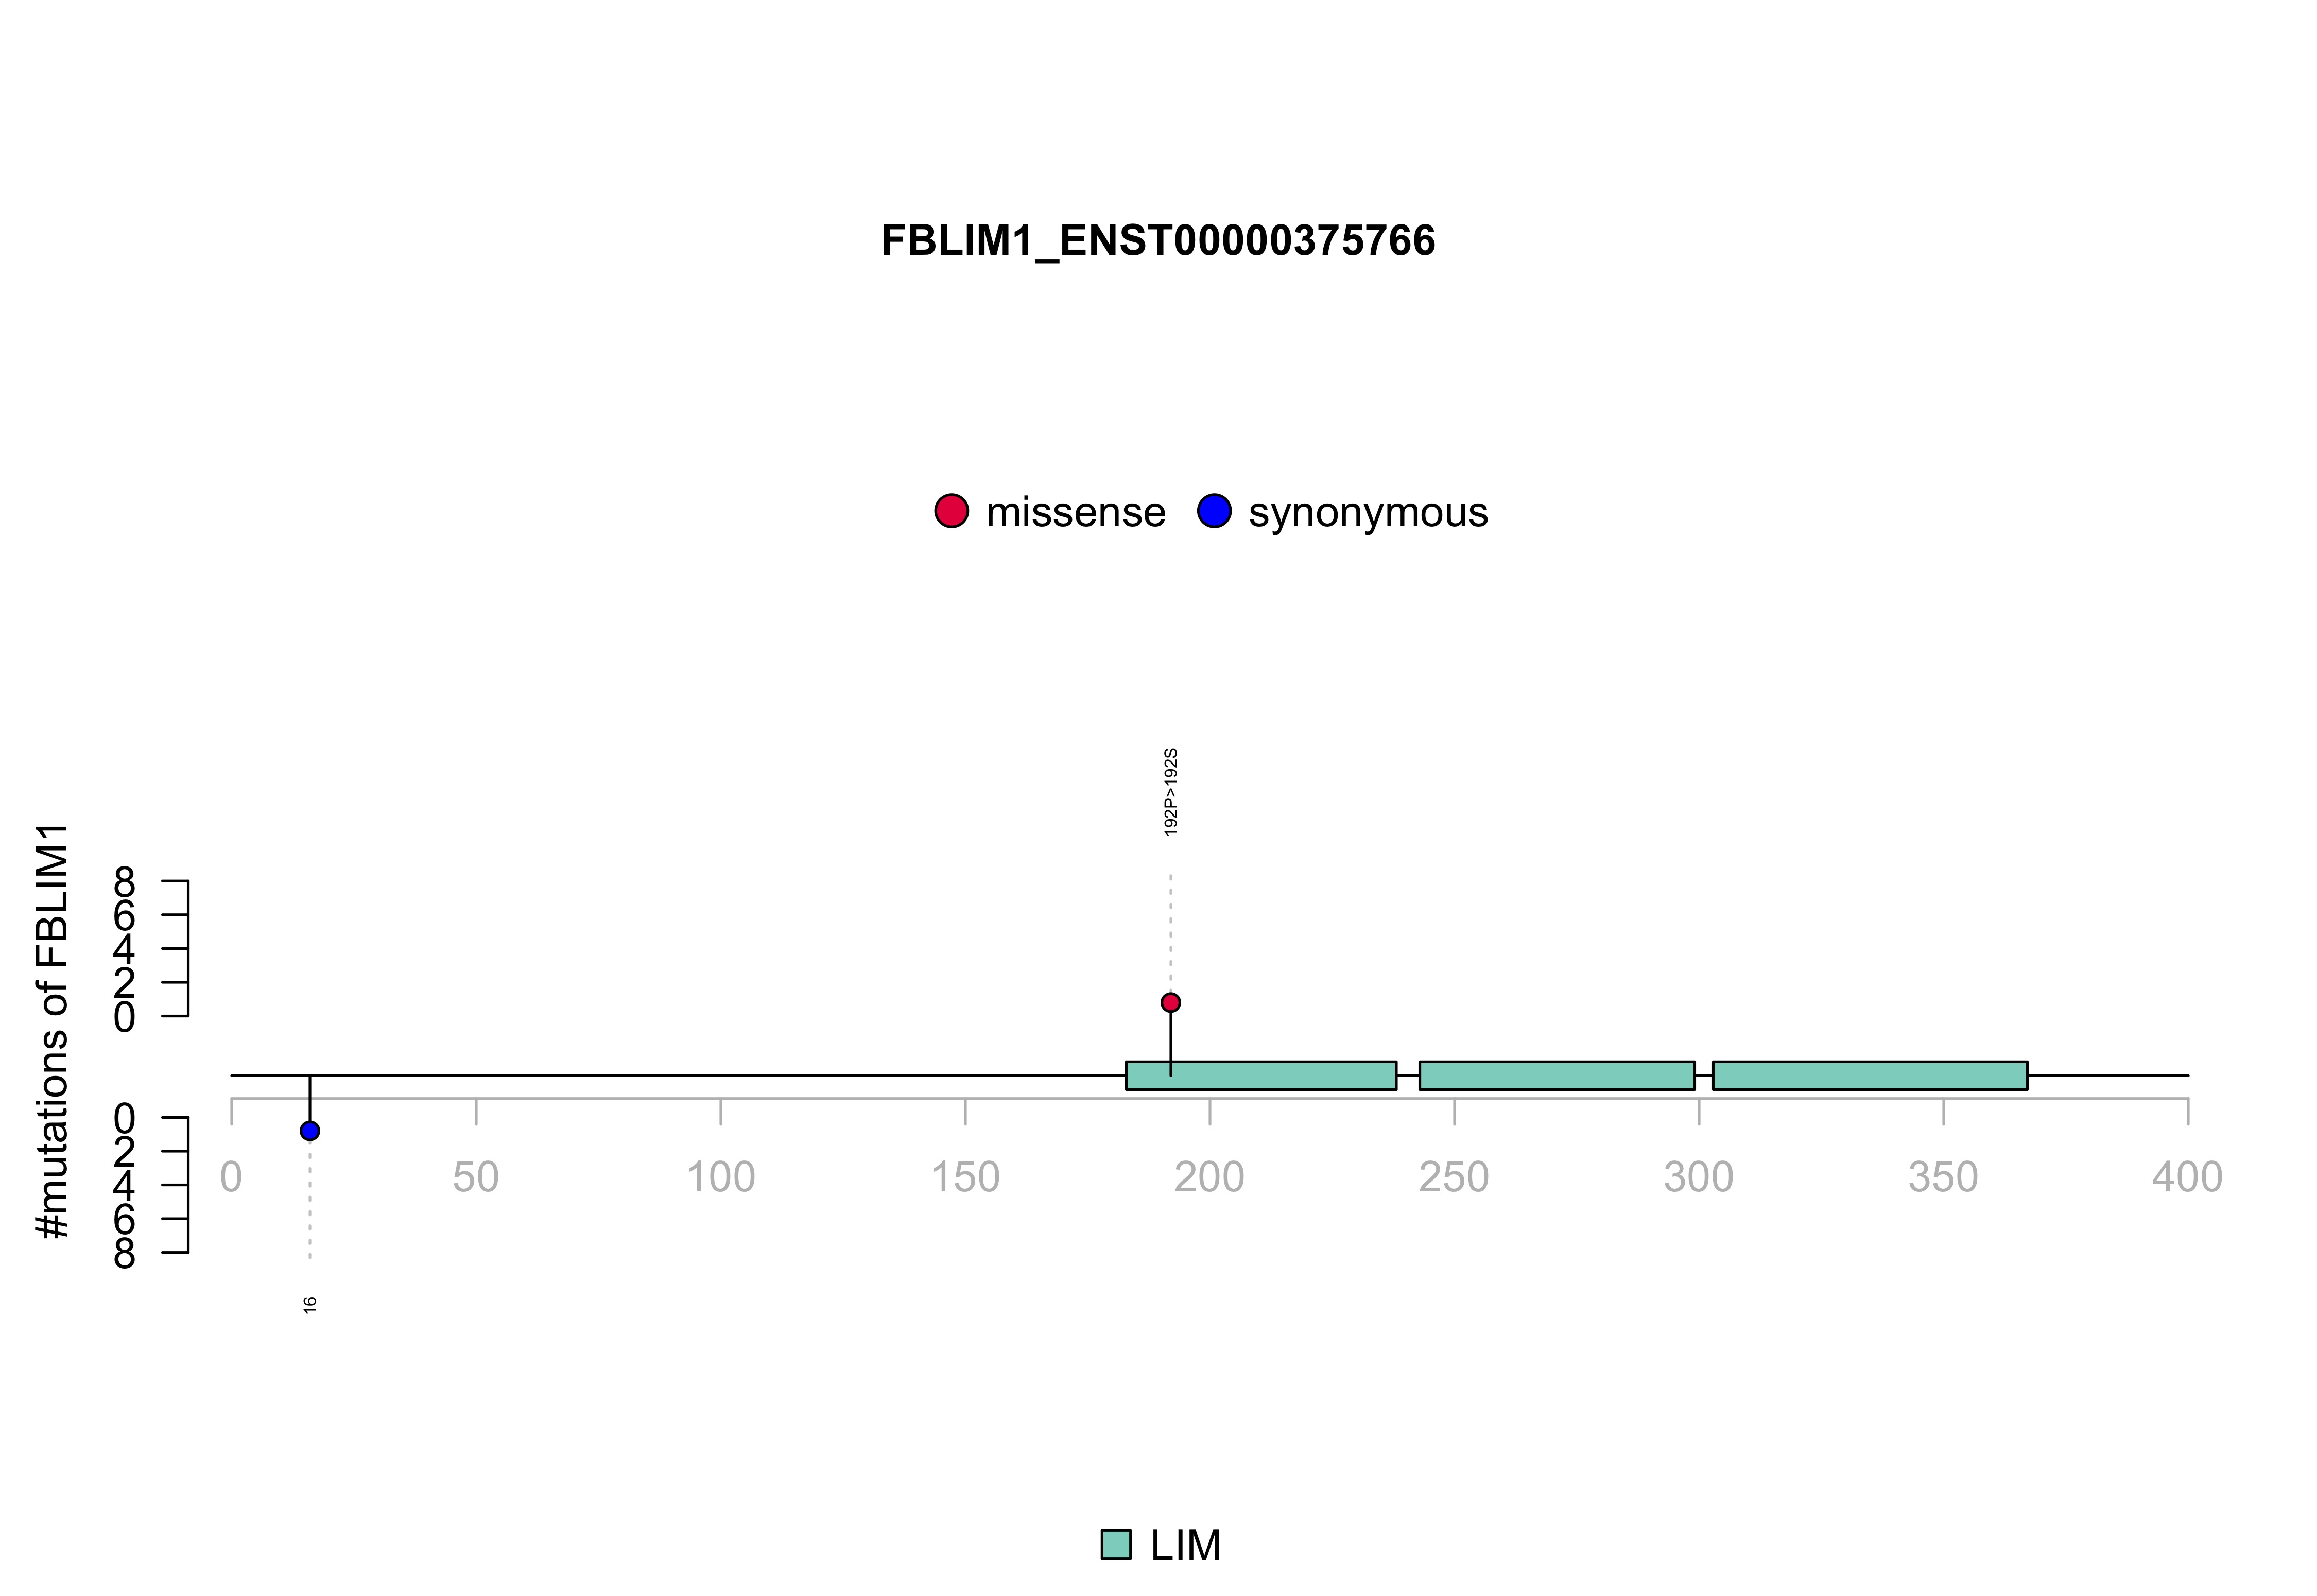 FBLIM1_ENST00000375766
missense synonymous
192P>192S
#mutations of FBLIM1
8
6
4
2
0
0
2
4
6
8
0 50 100 150 200 250 300 350 400
16
LIM